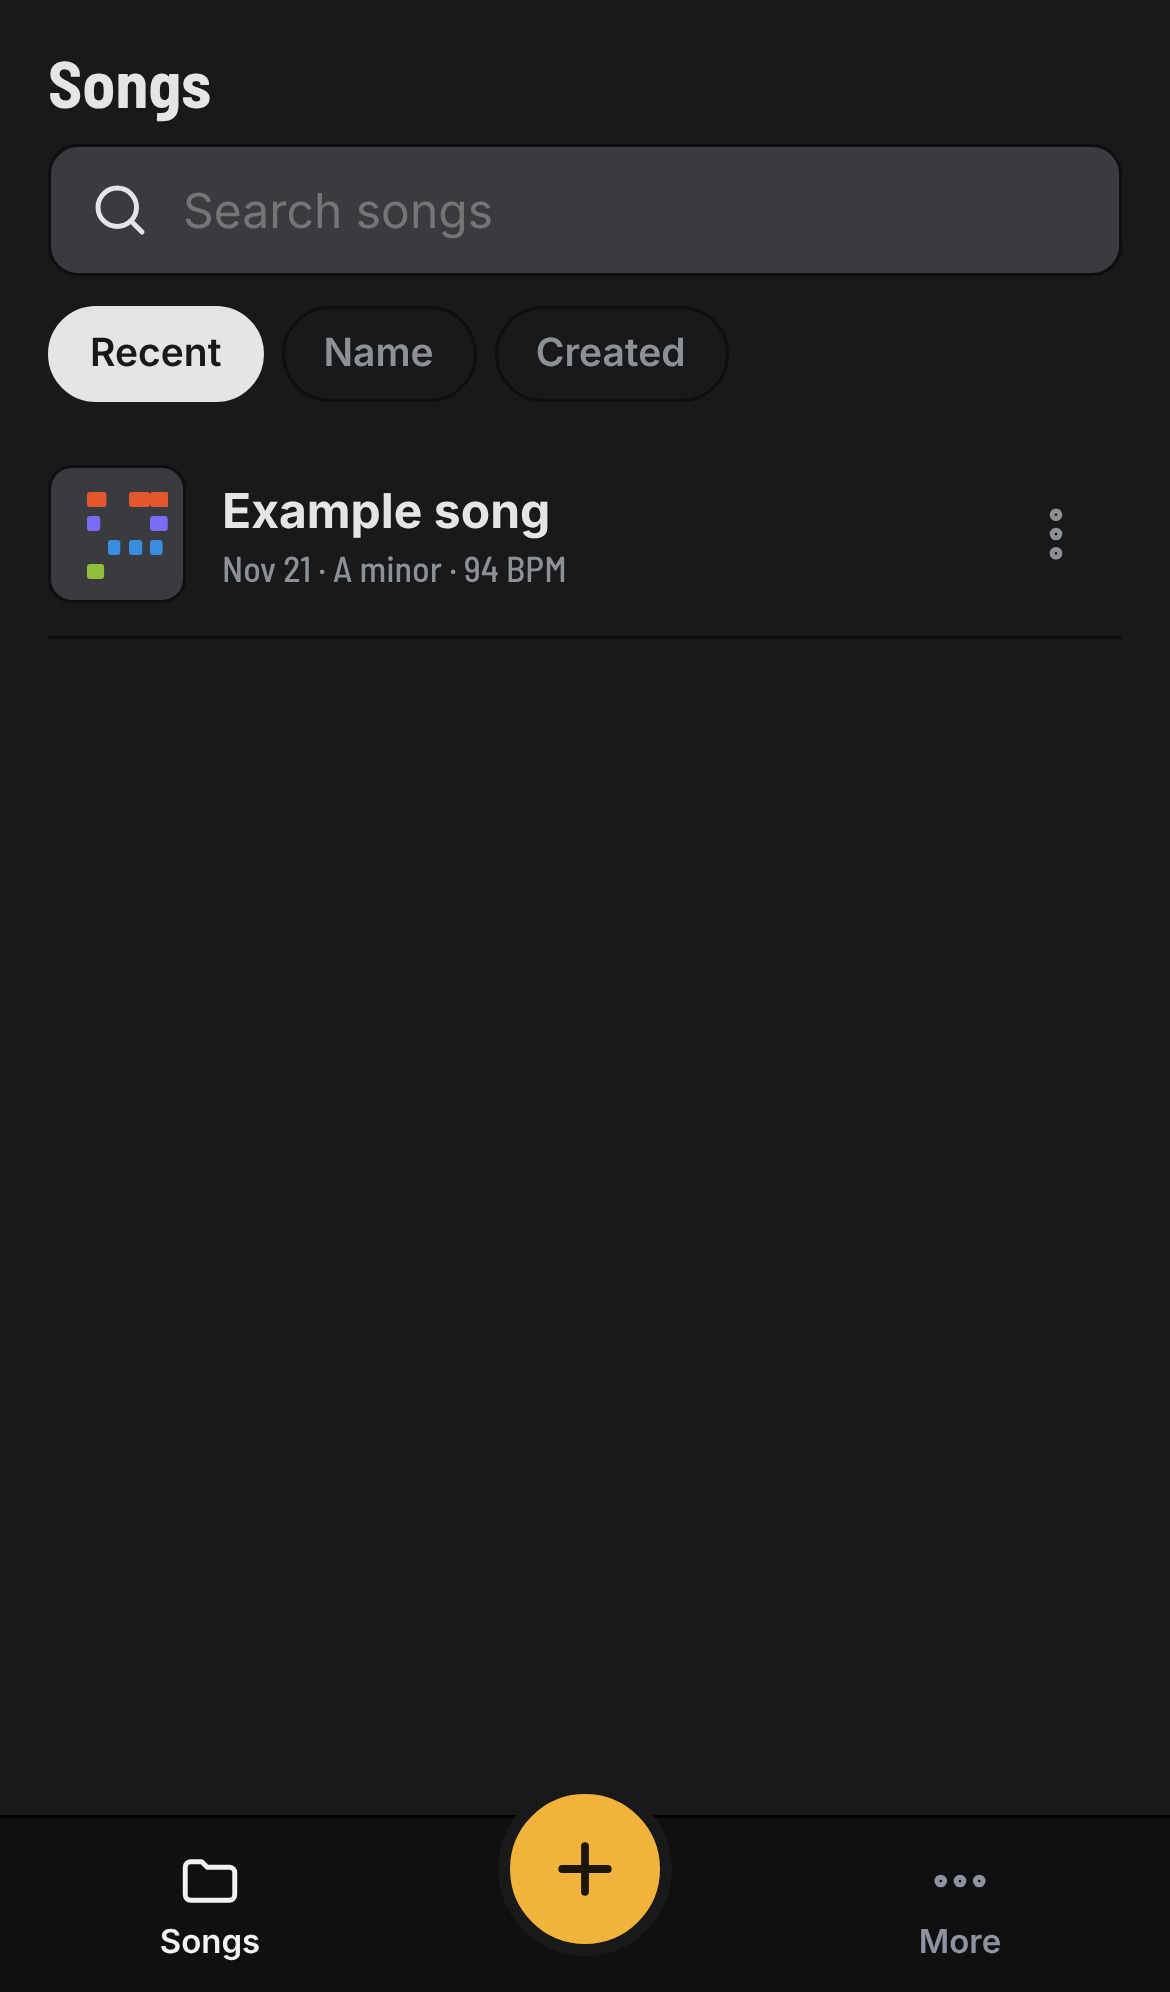 Songs
Search songs
Recent Name Created
Example song
Nov 21 · A minor · 94 BPM
Songs More